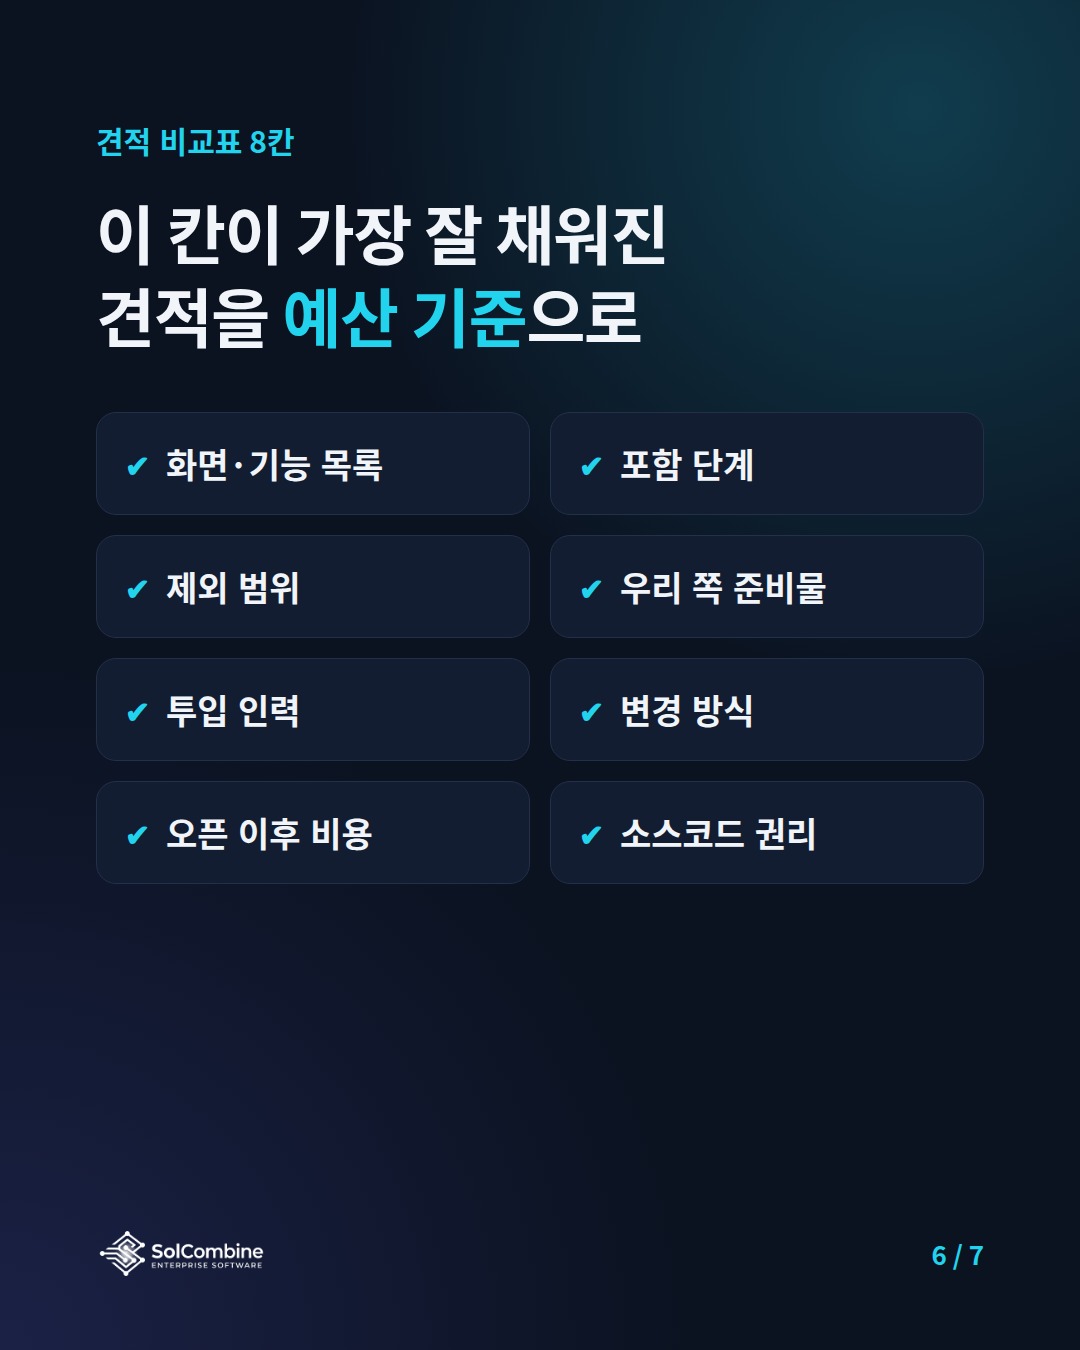 견적 비교표 8칸
이 칸이 가장 잘 채워진
견적을 예산 기준으로
✔ 화면·기능 목록
✔ 포함 단계
✔ 제외 범위
✔ 우리 쪽 준비물
✔ 투입 인력
✔ 변경 방식
✔ 오픈 이후 비용
✔ 소스코드 권리
SolCombine
ENTERPRISE SOFTWARE
6 / 7